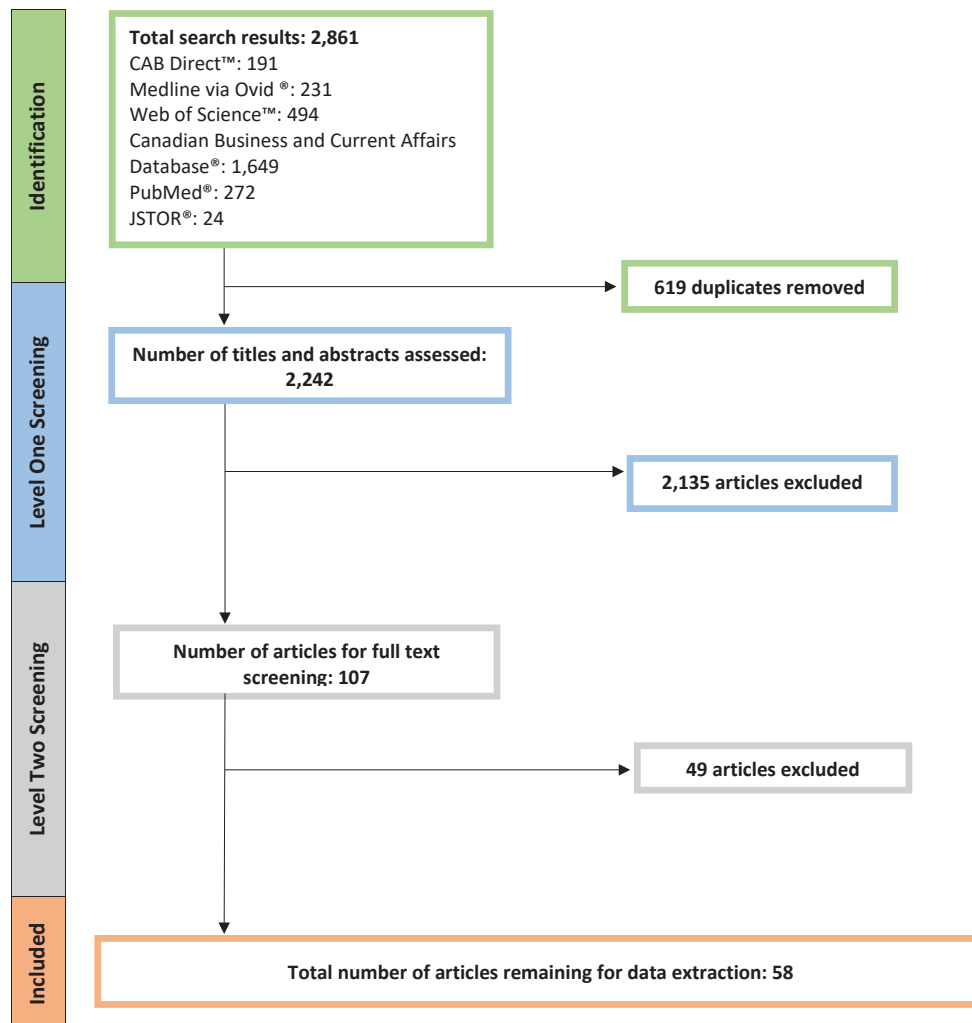 Identification
Total search results: 2,861
CAB Direct™: 191
Medline via Ovid ®: 231
Web of Science™: 494
Canadian Business and Current Affairs
Database®: 1,649
PubMed®: 272
JSTOR®: 24
619 duplicates removed
Level One Screening
Number of titles and abstracts assessed:
2,242
2,135 articles excluded
Level Two Screening
Number of articles for full text
screening: 107
49 articles excluded
Included
Total number of articles remaining for data extraction: 58